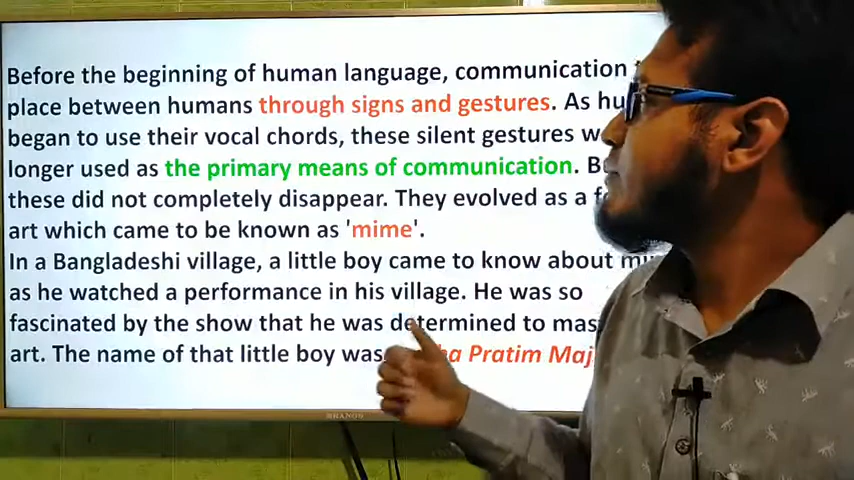 Before the beginning of human language, communication
place between humans through signs and gestures. As
began to use their vocal chords, these silent gestures
longer used as the primary means of communication.
these did not completely disappear. They evolved as a
art which came to be known as 'mime'.
In a Bangladeshi village, a little boy came to know about
as he watched a performance in his village. He was so
fascinated by the show that he was determined to
art. The name of that little boy was Pratim